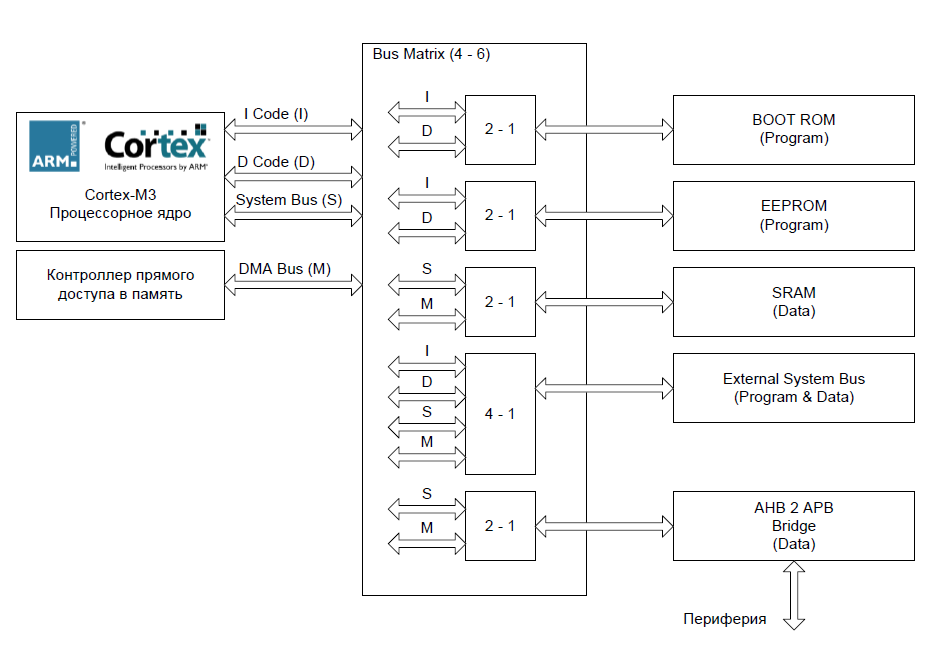 Bus Matrix (4 - 6)
ARM POWERED
Cortex
Intelligent Processors by ARM®
Cortex-M3
Процессорное ядро
Контроллер прямого
доступа в память
I Code (I)
D Code (D)
System Bus (S)
DMA Bus (M)
I
D
2 - 1
I
D
2 - 1
S
M
2 - 1
I
D
S
M
4 - 1
S
M
2 - 1
BOOT ROM
(Program)
EEPROM
(Program)
SRAM
(Data)
External System Bus
(Program & Data)
AHB 2 APB
Bridge
(Data)
Периферия